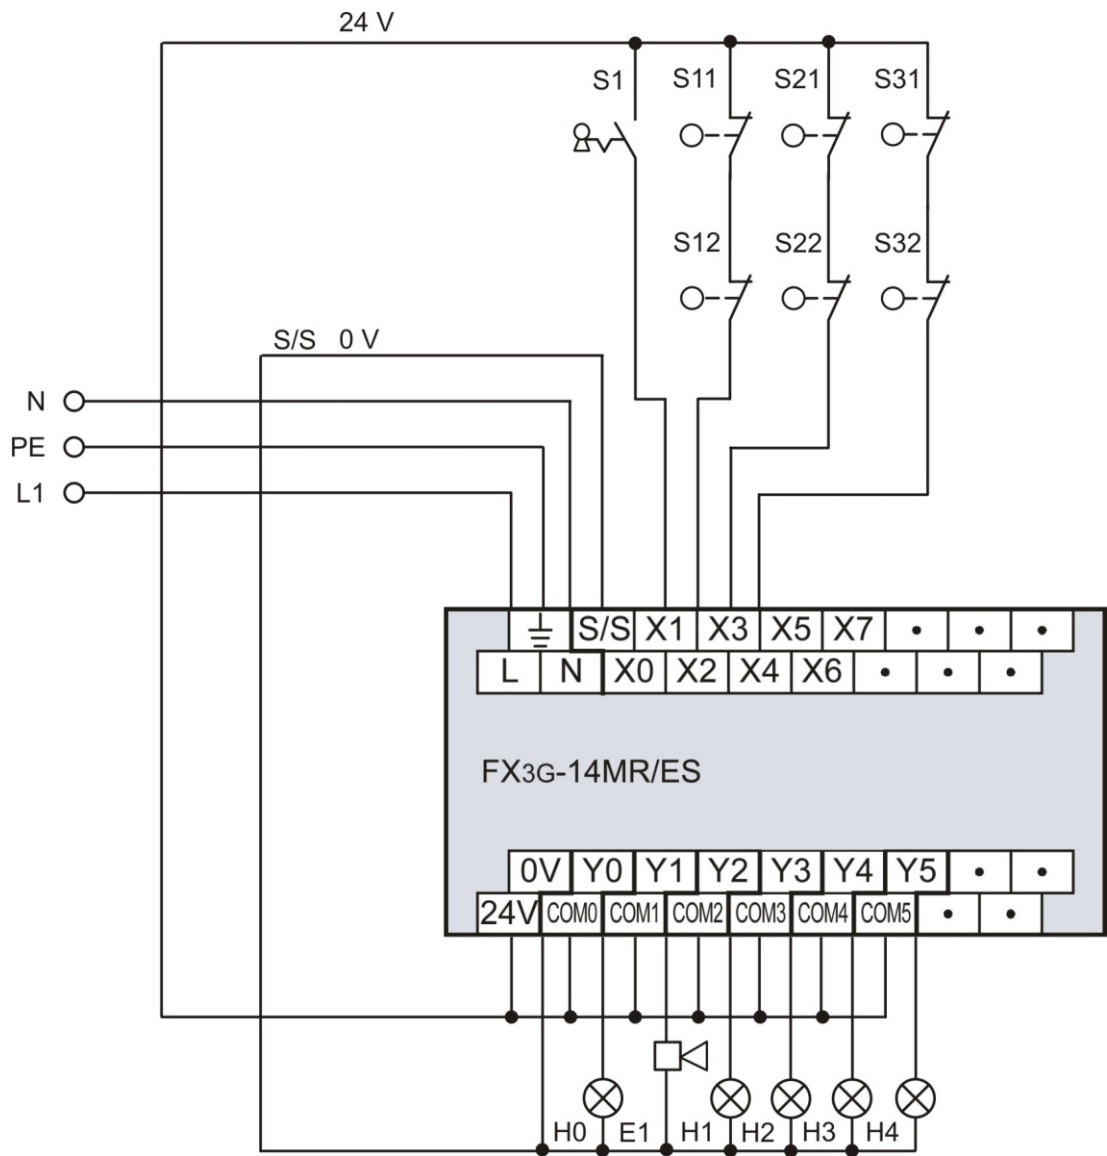 24 V
S1 S11 S21 S31
S12 S22 S32
S/S 0 V
N
PE
L1
S/S X1 X3 X5 X7
L N X0 X2 X4 X6
FX3G-14MR/ES
0V Y0 Y1 Y2 Y3 Y4 Y5
24V COM0 COM1 COM2 COM3 COM4 COM5
H0 E1 H1 H2 H3 H4